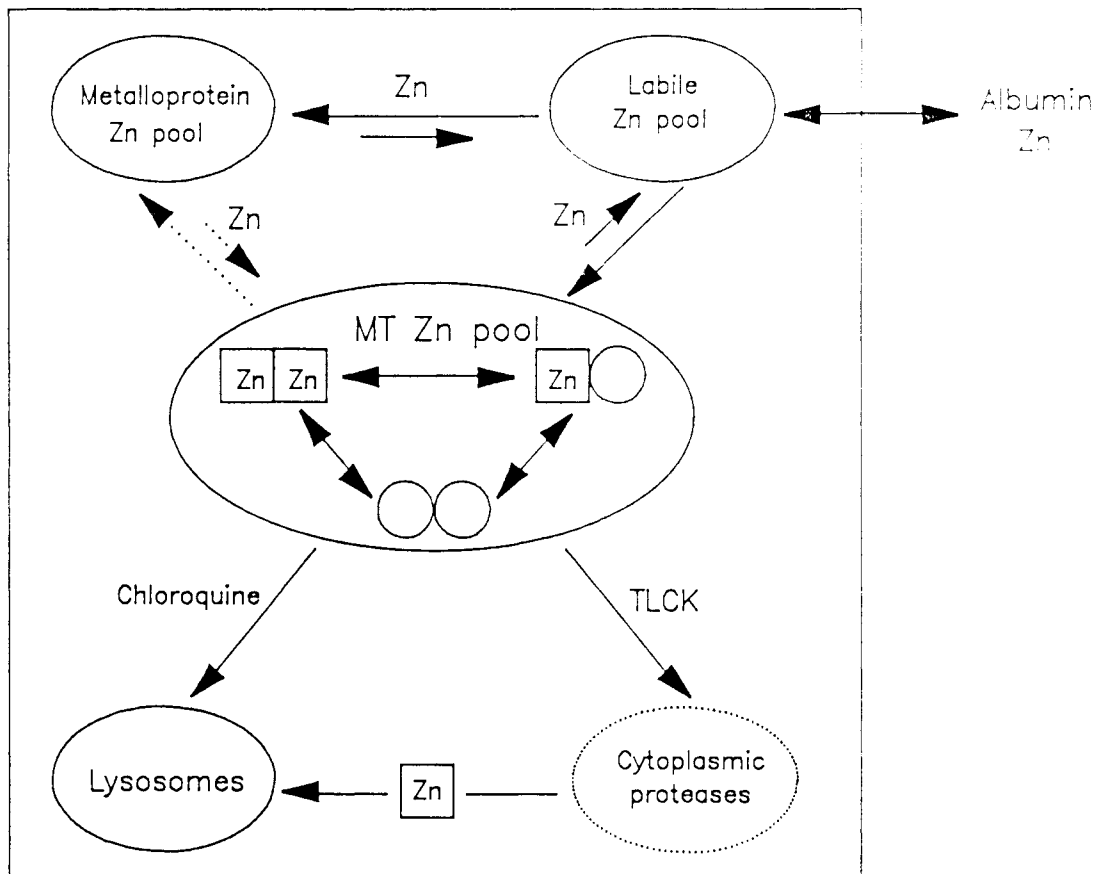 Metalloprotein
Zn pool
Zn
Labile
Zn pool
Albumin
Zn
Zn
Zn
MT Zn pool
Zn Zn
Zn
Chloroquine
TLCK
Lysosomes
Zn
Cytoplasmic
proteases